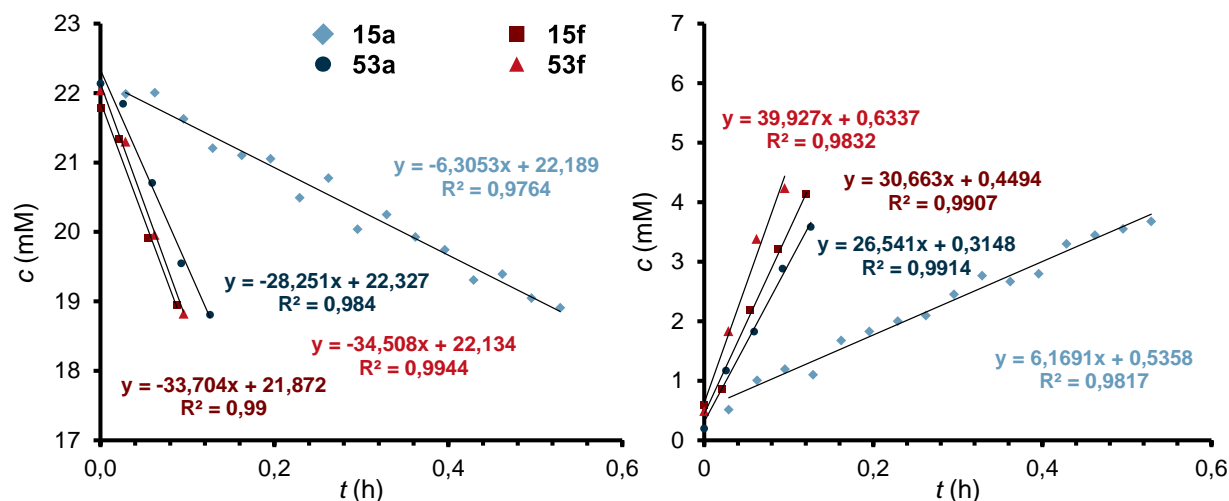 15a 15f
53a 53f
23
22
21
20
19
18
17
c (mM)
y = -6,3053x + 22,189
R² = 0,9764
y = -28,251x + 22,327
R² = 0,984
y = -34,508x + 22,134
R² = 0,9944
y = -33,704x + 21,872
R² = 0,99
0,0 0,2 0,4 0,6
t (h)
7
6
5
4
3
2
1
0
c (mM)
y = 39,927x + 0,6337
R² = 0,9832
y = 30,663x + 0,4494
R² = 0,9907
y = 26,541x + 0,3148
R² = 0,9914
y = 6,1691x + 0,5358
R² = 0,9817
0 0,2 0,4 0,6
t (h)